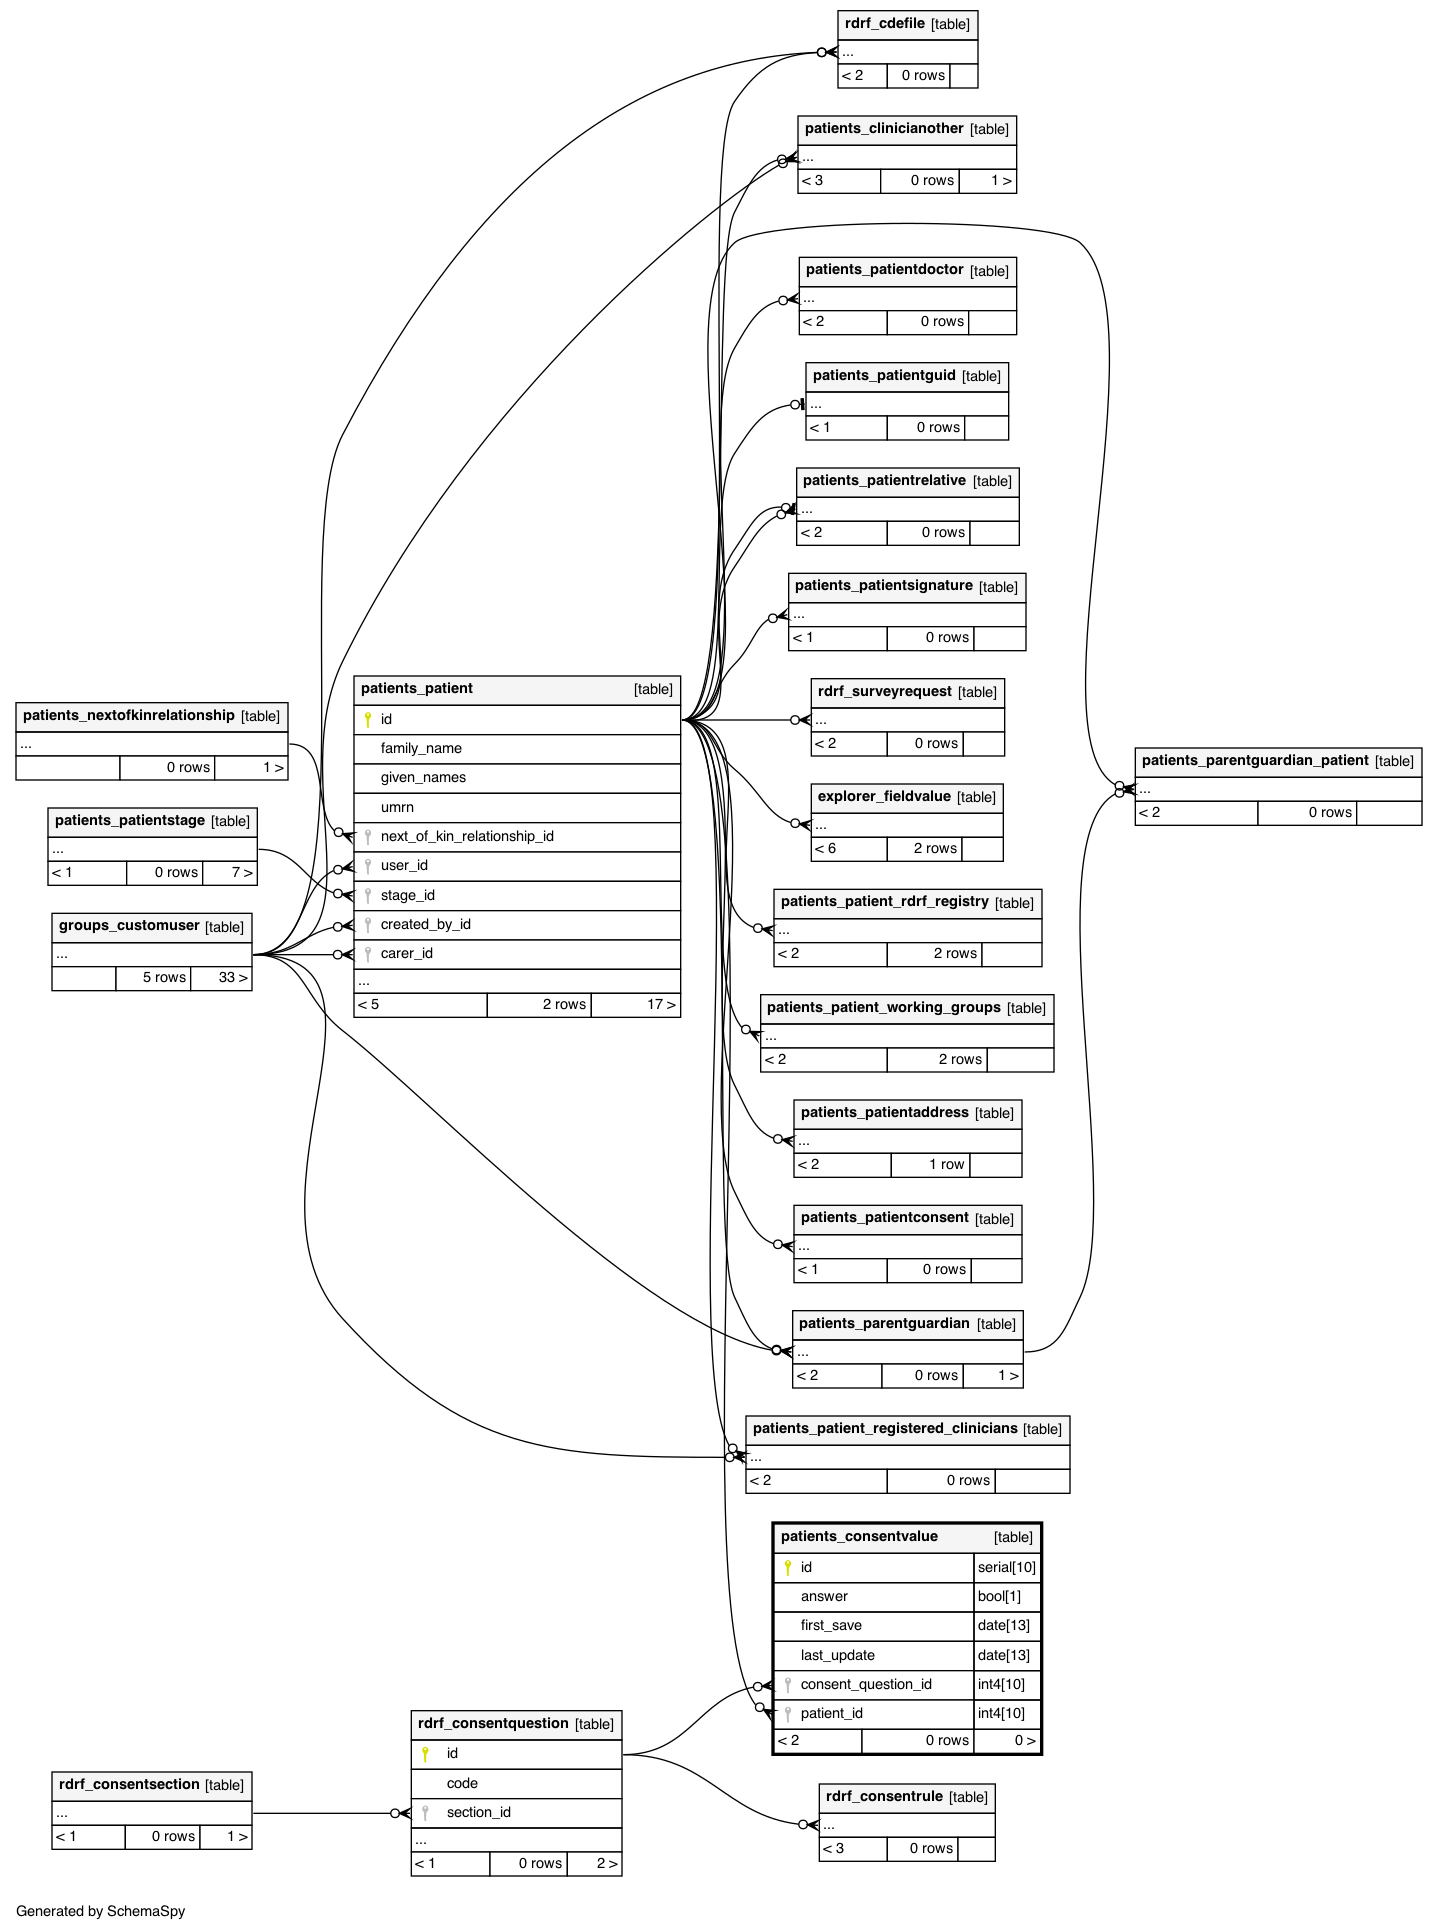 rdrf_cdefile [table]
...
< 2 0 rows
patients_clinicianother [table]
...
< 3 0 rows 1 >
patients_patientdoctor [table]
...
< 2 0 rows
patients_patientguid [table]
...
< 1 0 rows
patients_patientrelative [table]
...
< 2 0 rows
patients_patientsignature [table]
...
< 1 0 rows
rdrf_surveyrequest [table]
...
< 2 0 rows
explorer_fieldvalue [table]
...
< 6 2 rows
patients_patient_rdrf_registry [table]
...
< 2 2 rows
patients_patient_working_groups [table]
...
< 2 2 rows
patients_patientaddress [table]
...
< 2 1 row
patients_patientconsent [table]
...
< 1 0 rows
patients_parentguardian [table]
...
< 2 0 rows 1 >
patients_patient_registered_clinicians [table]
...
< 2 0 rows
patients_parentguardian_patient [table]
...
< 2 0 rows
patients_patient [table]
id
family_name
given_names
umrn
next_of_kin_relationship_id
user_id
stage_id
created_by_id
carer_id
...
< 5 2 rows 17 >
patients_nextofkinrelationship [table]
...
0 rows 1 >
patients_patientstage [table]
...
< 1 0 rows 7 >
groups_customuser [table]
...
5 rows 33 >
patients_consentvalue [table]
id serial[10]
answer bool[1]
first_save date[13]
last_update date[13]
consent_question_id int4[10]
patient_id int4[10]
< 2 0 rows 0 >
rdrf_consentquestion [table]
id
code
section_id
...
< 1 0 rows 2 >
rdrf_consentsection [table]
...
< 1 0 rows 1 >
rdrf_consentrule [table]
...
< 3 0 rows
Generated by SchemaSpy